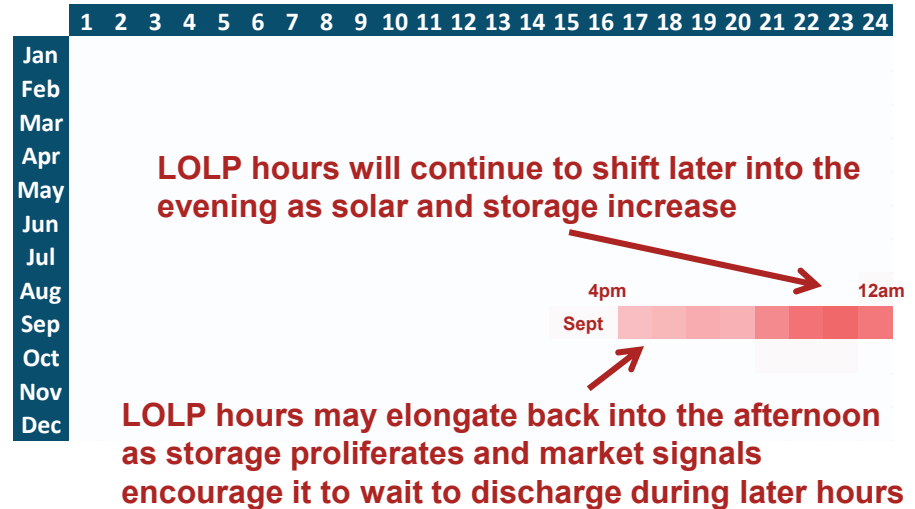 1 2 3 4 5 6 7 8 9 10 11 12 13 14 15 16 17 18 19 20 21 22 23 24
Jan
Feb
Mar
Apr
May
Jun
Jul
Aug
Sep
Oct
Nov
Dec
LOLP hours will continue to shift later into the
evening as solar and storage increase
4pm 12am
Sept
LOLP hours may elongate back into the afternoon
as storage proliferates and market signals
encourage it to wait to discharge during later hours